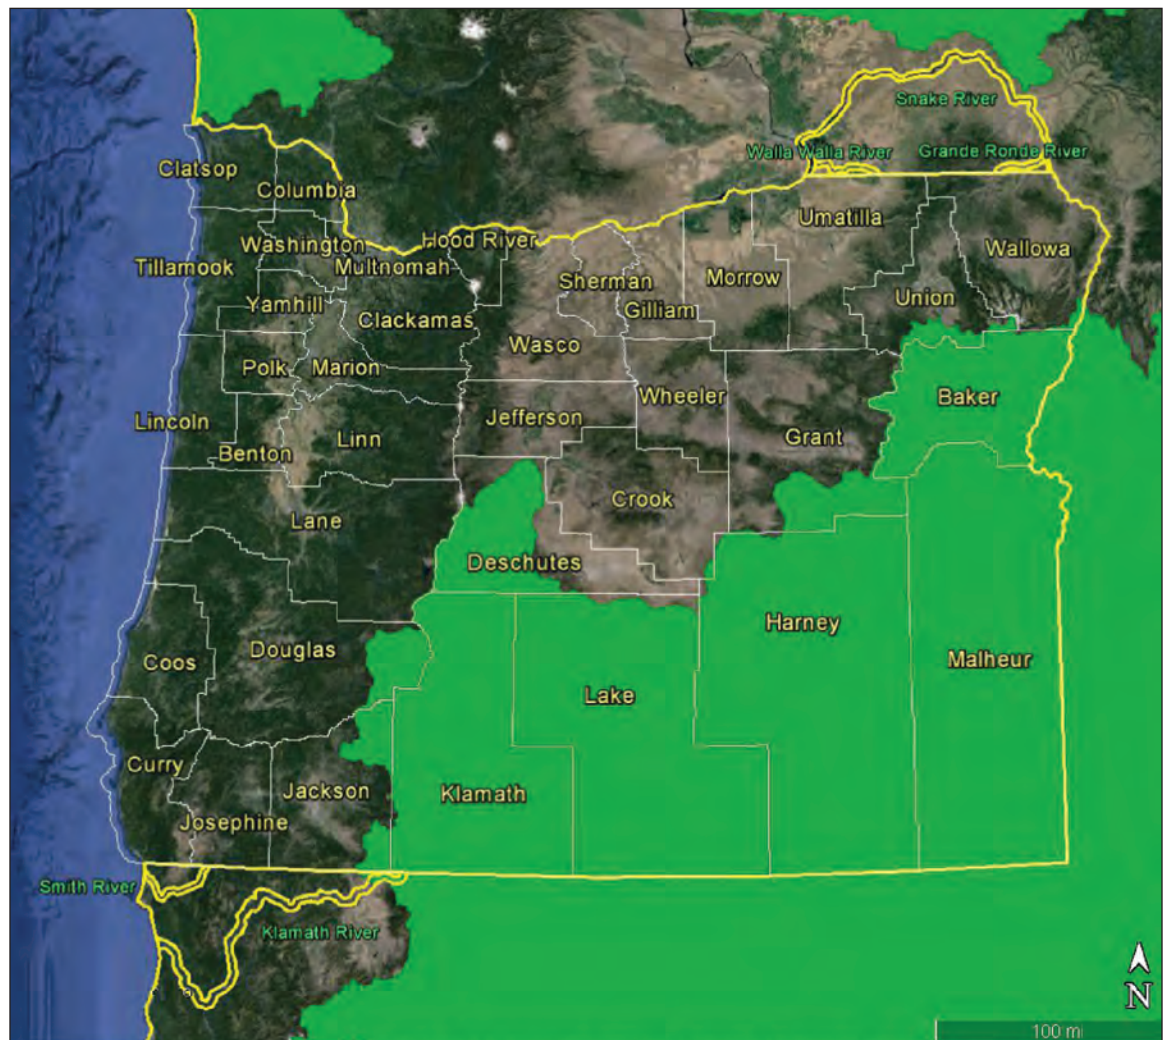 Snake River
Walla Walla River
Grande Ronde River
Clatsop
Columbia
Umatilla
Washington
Hood River
Wallowa
Tillamook
Multnomah
Sherman
Morrow
Yamhill
Gilliam
Union
Clackamas
Wasco
Polk
Marion
Wheeler
Baker
Lincoln
Jefferson
Linn
Grant
Benton
Crook
Lane
Deschutes
Harney
Douglas
Coos
Malheur
Lake
Curry
Jackson
Klamath
Josephine
Smith River
Klamath River
N
100 mi